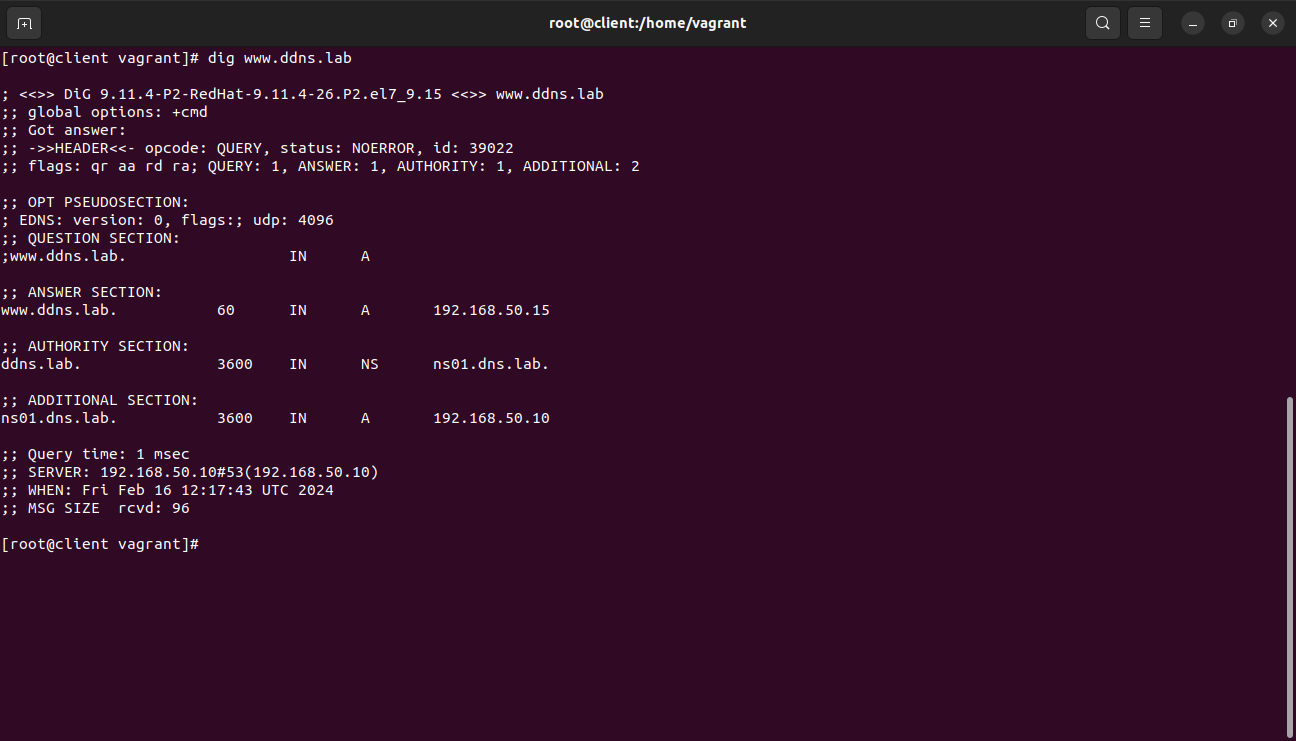 root@client:/home/vagrant
[root@client vagrant]# dig www.ddns.lab
; <<>> DiG 9.11.4-P2-RedHat-9.11.4-26.P2.el7_9.15 <<>> www.ddns.lab
;; global options: +cmd
;; Got answer:
;; ->>HEADER<<- opcode: QUERY, status: NOERROR, id: 39022
;; flags: qr aa rd ra; QUERY: 1, ANSWER: 1, AUTHORITY: 1, ADDITIONAL: 2
;; OPT PSEUDOSECTION:
; EDNS: version: 0, flags:; udp: 4096
;; QUESTION SECTION:
;www.ddns.lab.                  IN      A
;; ANSWER SECTION:
www.ddns.lab.           60      IN      A       192.168.50.15
;; AUTHORITY SECTION:
ddns.lab.               3600    IN      NS      ns01.dns.lab.
;; ADDITIONAL SECTION:
ns01.dns.lab.           3600    IN      A       192.168.50.10
;; Query time: 1 msec
;; SERVER: 192.168.50.10#53(192.168.50.10)
;; WHEN: Fri Feb 16 12:17:43 UTC 2024
;; MSG SIZE  rcvd: 96
[root@client vagrant]#